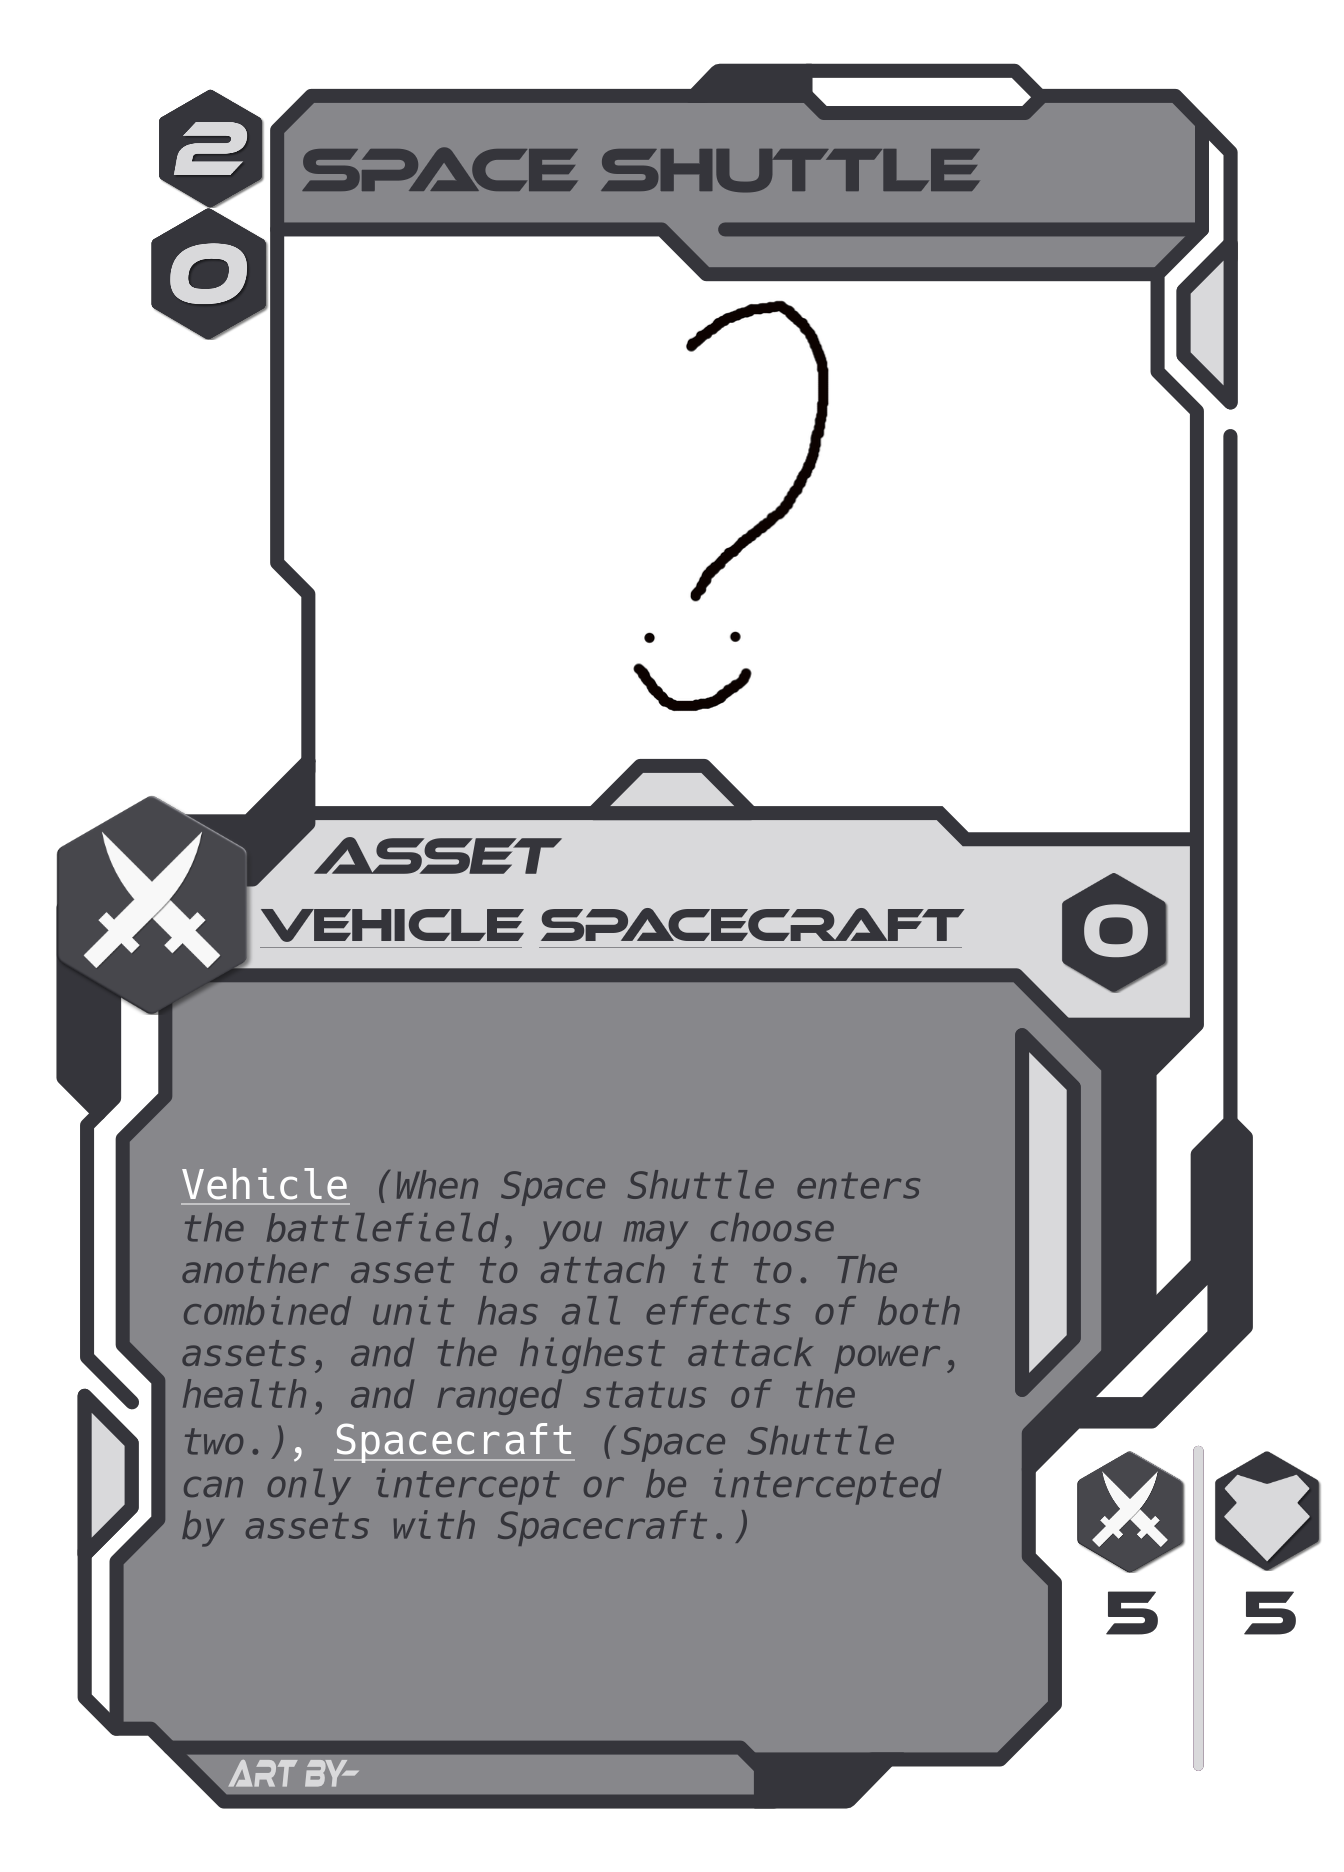 2
SPACE SHUTTLE
0
ASSET
VEHICLE SPACECRAFT
0
Vehicle (When Space Shuttle enters
the battlefield, you may choose
another asset to attach it to. The
combined unit has all effects of both
assets, and the highest attack power,
health, and ranged status of the
two.), Spacecraft (Space Shuttle
can only intercept or be intercepted
by assets with Spacecraft.)
5 5
ART BY-